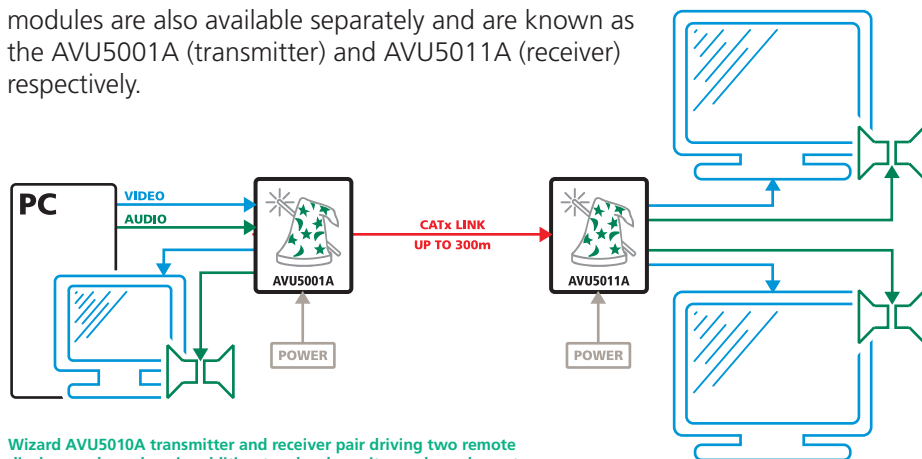 modules are also available separately and are known as
the AVU5001A (transmitter) and AVU5011A (receiver)
respectively.
PC
VIDEO
AUDIO
AVU5001A
CATx LINK
UP TO 300m
AVU5011A
POWER
POWER
Wizard AVU5010A transmitter and receiver pair driving two remote